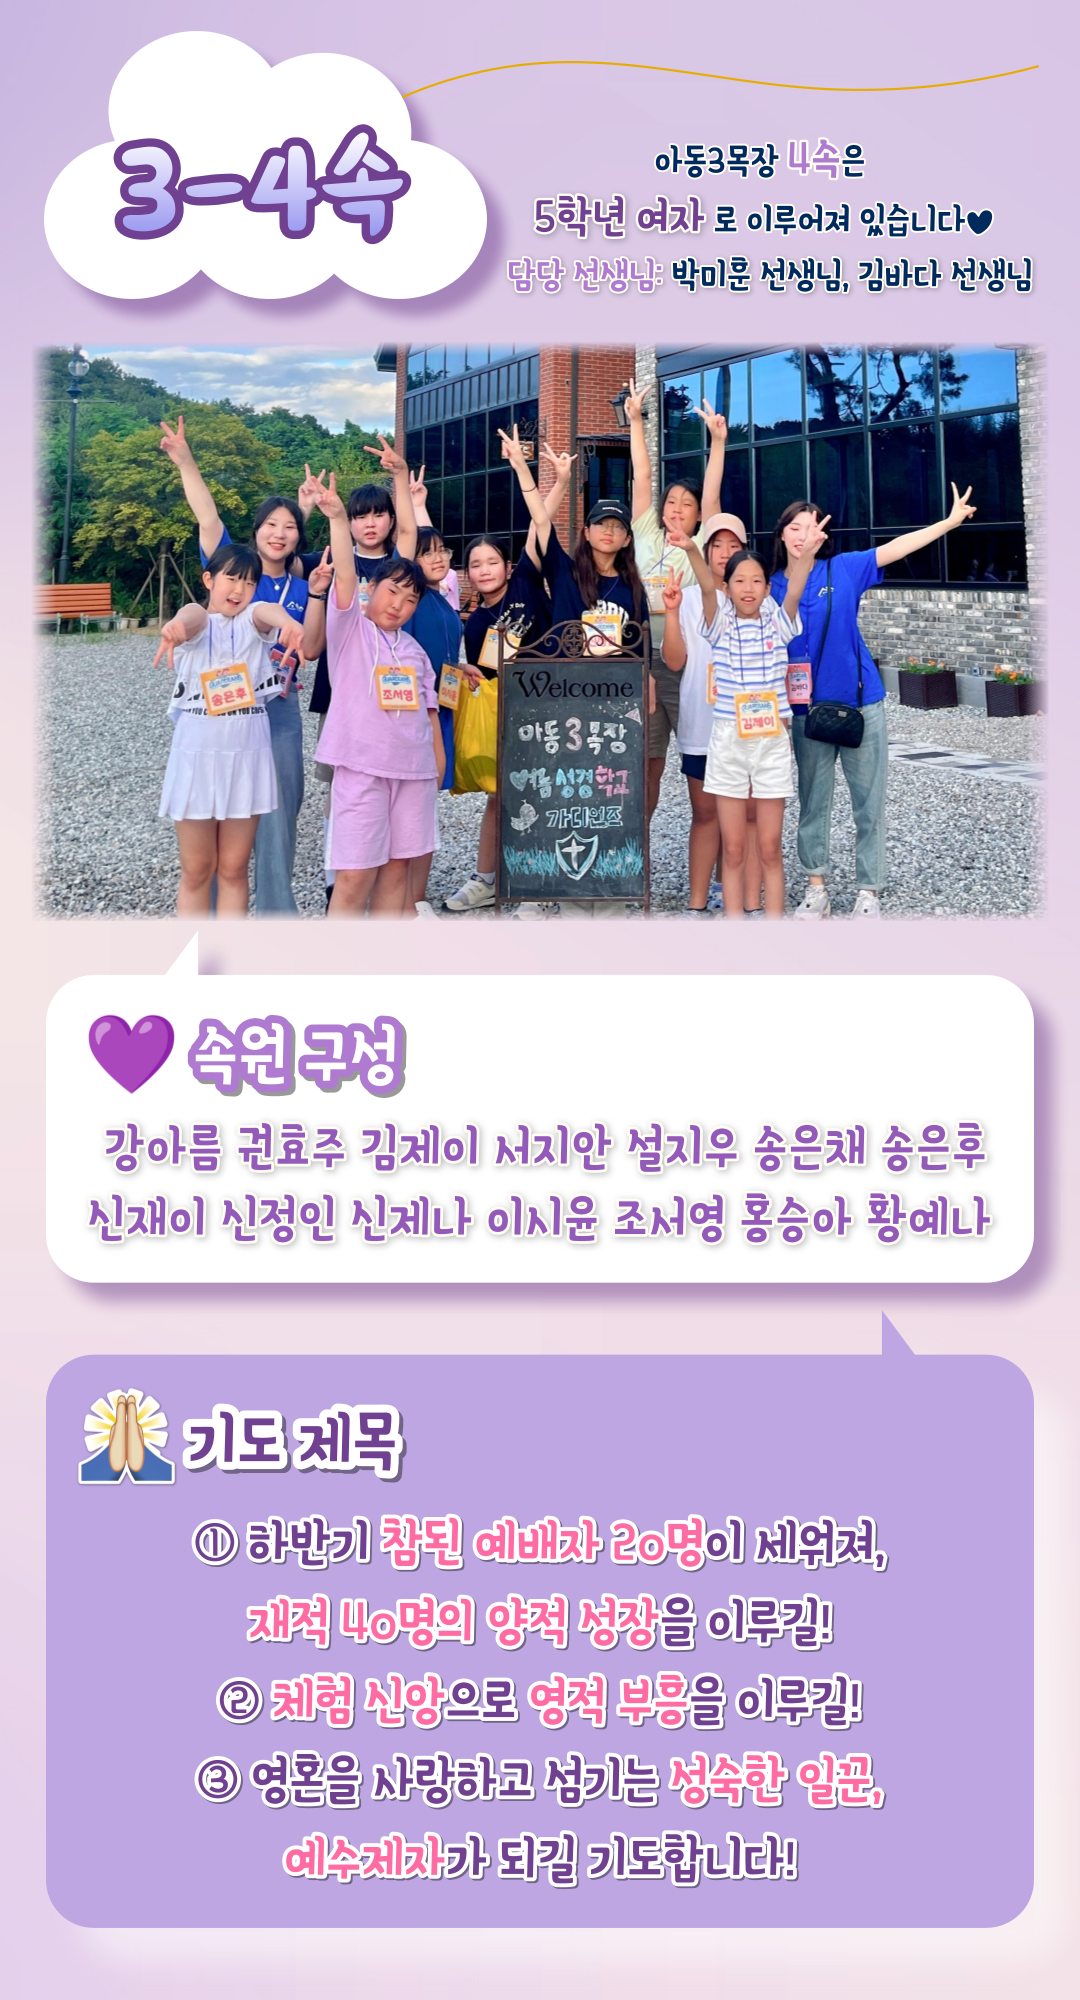 3-4속
아동3목장 4속은
5학년 여자 로 이루어져 있습니다♥
담당 선생님: 박미훈 선생님, 김바다 선생님
송은후
조서영
김바다
김제이
Welcome
아동3목장
여름성경학교
가디언즈
💜 속원 구성
강아름 권효주 김제이 서지안 설지우 송은채 송은후
신재이 신정인 신제나 이시윤 조서영 홍승아 황예나
기도 제목
① 하반기 참된 예배자 20명이 세워져,
재적 40명의 양적 성장을 이루길!
② 체험 신앙으로 영적 부흥을 이루길!
③ 영혼을 사랑하고 섬기는 성숙한 일꾼,
예수제자가 되길 기도합니다!